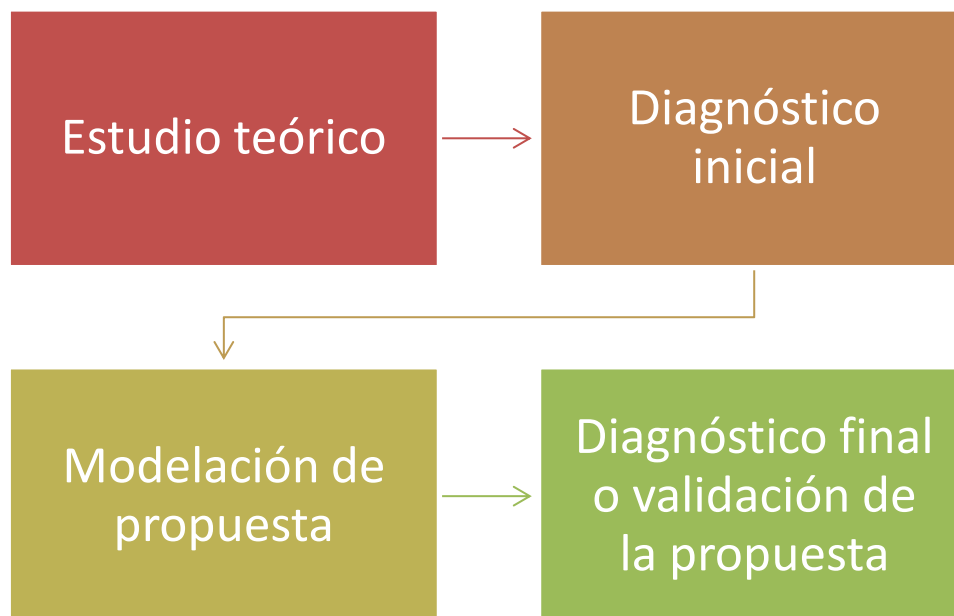 Estudio teórico
Diagnóstico
inicial
Modelación de
propuesta
Diagnóstico final
o validación de
la propuesta